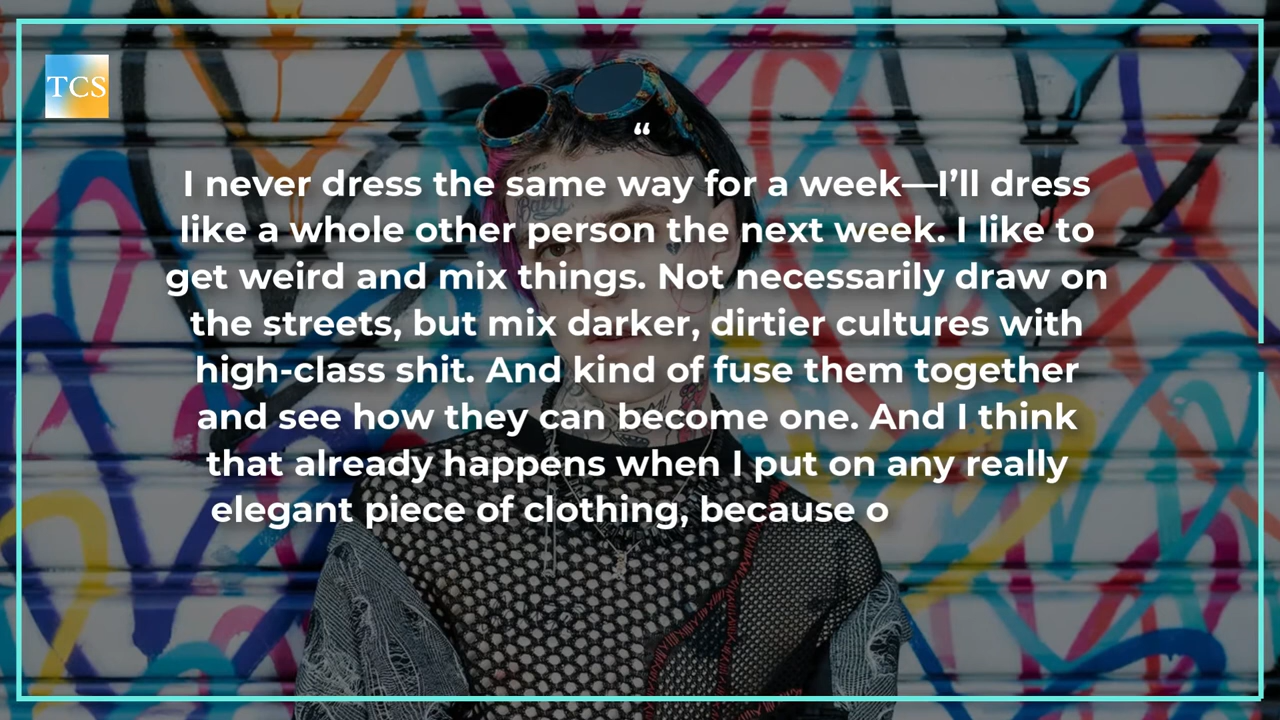 TCS
“
I never dress the same way for a week—I’ll dress
like a whole other person the next week. I like to
get weird and mix things. Not necessarily draw on
the streets, but mix darker, dirtier cultures with
high-class shit. And kind of fuse them together
and see how they can become one. And I think
that already happens when I put on any really
elegant piece of clothing, because o
Baby